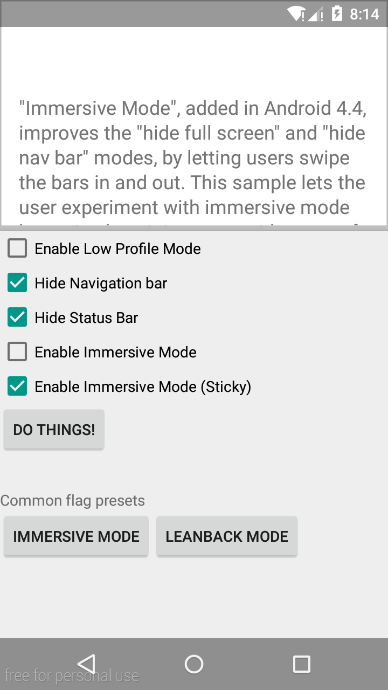 8:14
"Immersive Mode", added in Android 4.4,
improves the "hide full screen" and "hide
nav bar" modes, by letting users swipe
the bars in and out. This sample lets the
user experiment with immersive mode
Enable Low Profile Mode
Hide Navigation bar
Hide Status Bar
Enable Immersive Mode
Enable Immersive Mode (Sticky)
DO THINGS!
Common flag presets
IMMERSIVE MODE LEANBACK MODE
free for personal use